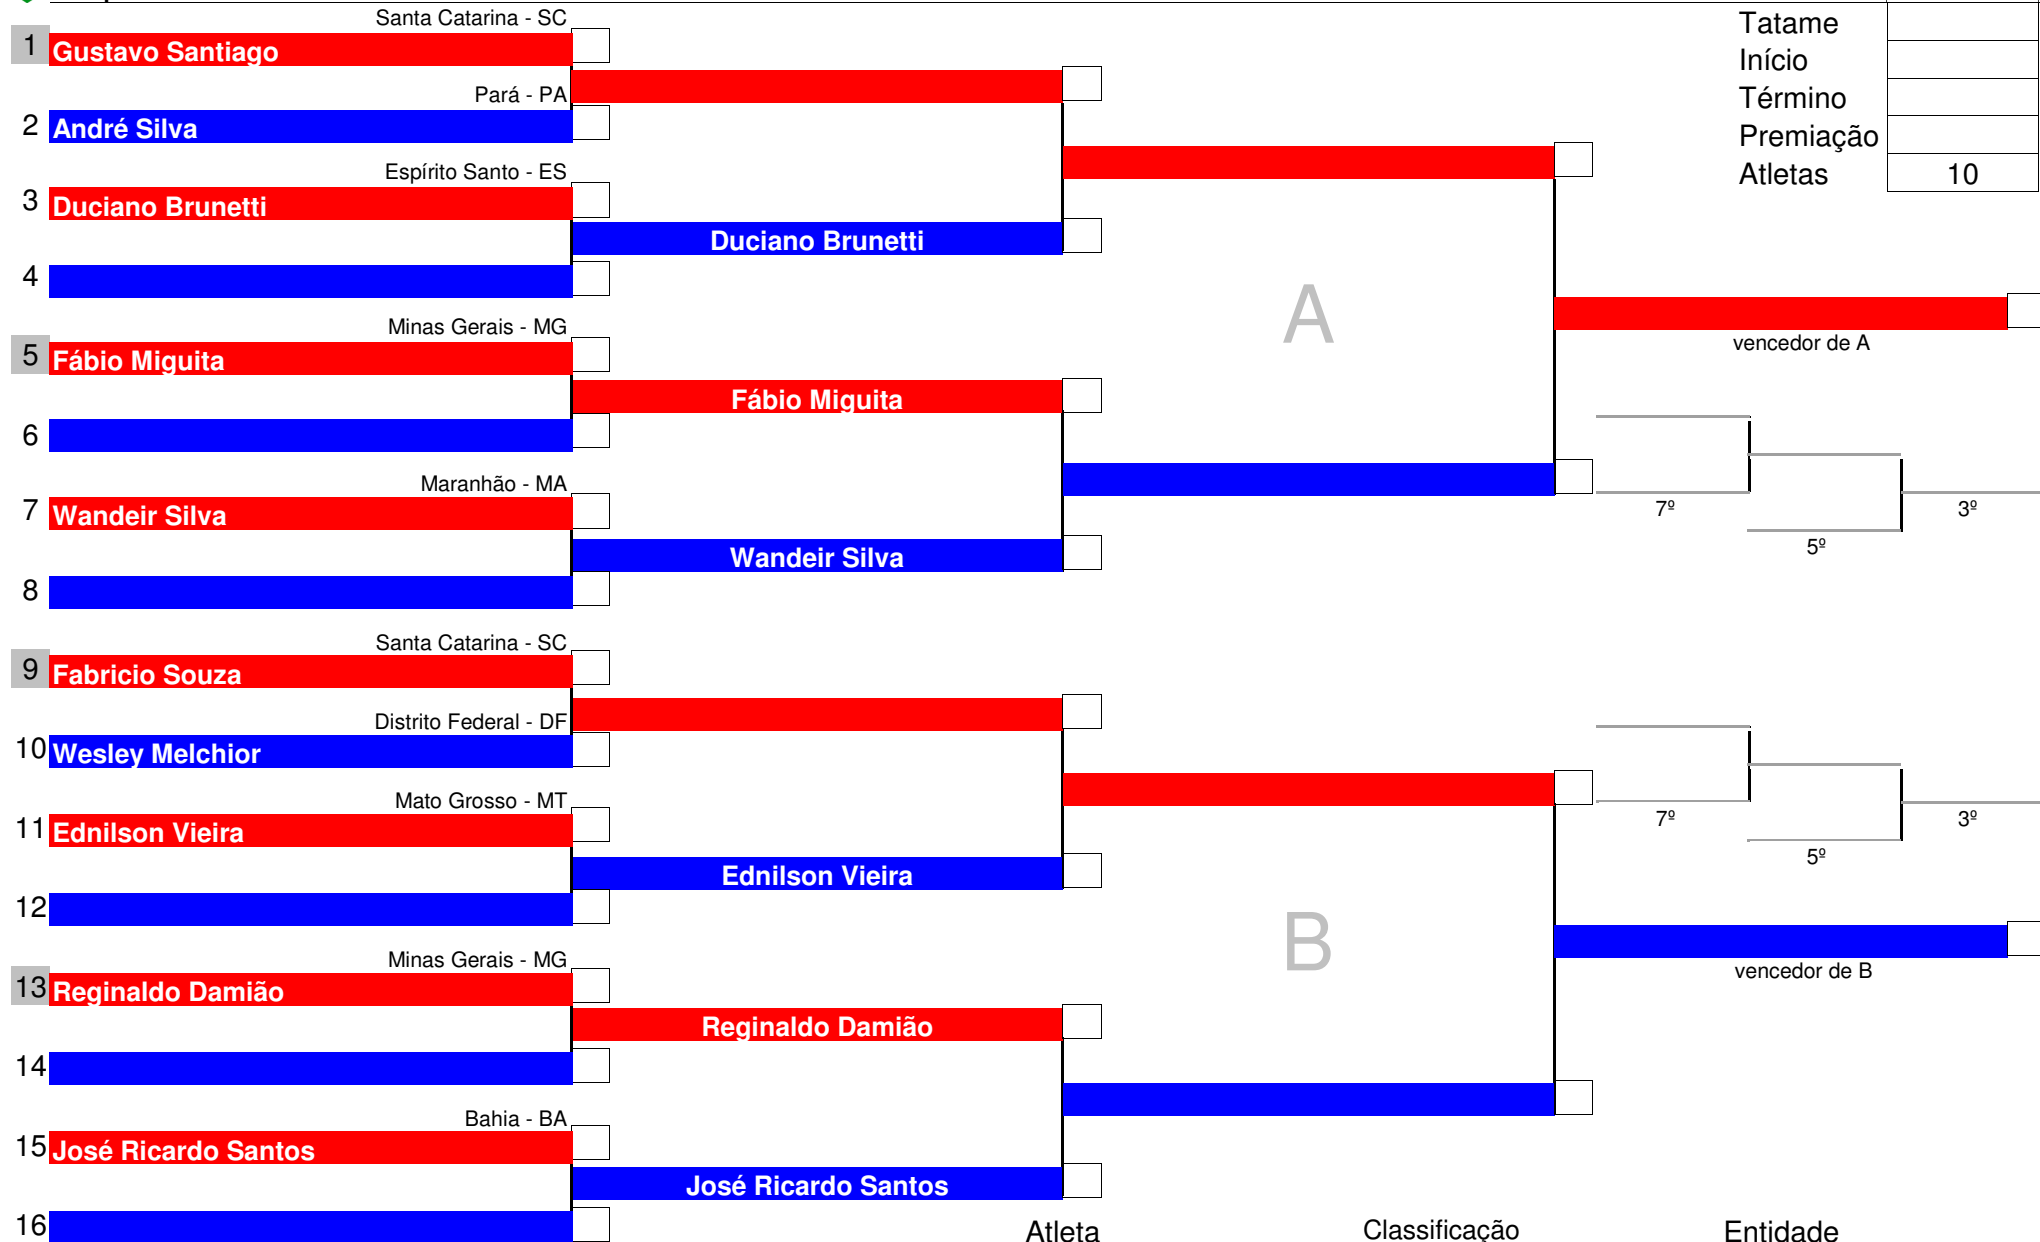 Santa Catarina - SC
1 Gustavo Santiago
Pará - PA
2 André Silva
Espírito Santo - ES
3 Duciano Brunetti
Duciano Brunetti
4
Minas Gerais - MG
5 Fábio Miguita
Fábio Miguita
6
Maranhão - MA
7 Wandeir Silva
Wandeir Silva
8
Santa Catarina - SC
9 Fabricio Souza
Distrito Federal - DF
10 Wesley Melchior
Mato Grosso - MT
11 Ednilson Vieira
Ednilson Vieira
12
Minas Gerais - MG
13 Reginaldo Damião
Reginaldo Damião
14
Bahia - BA
15 José Ricardo Santos
José Ricardo Santos
16
A
B
Tatame
Início
Término
Premiação
Atletas 10
vencedor de A
7º 3º
5º
7º 3º
5º
vencedor de B
Atleta Classificação Entidade